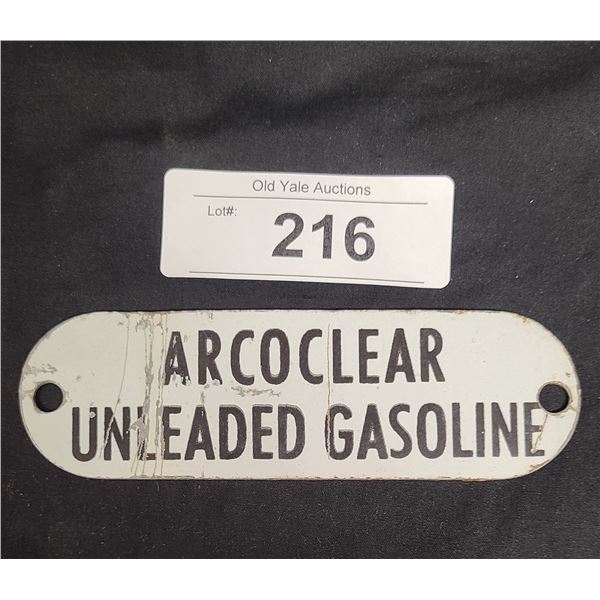 Old Yale Auctions
Lot#:
216
ARCOCLEAR
UNLEADED GASOLINE